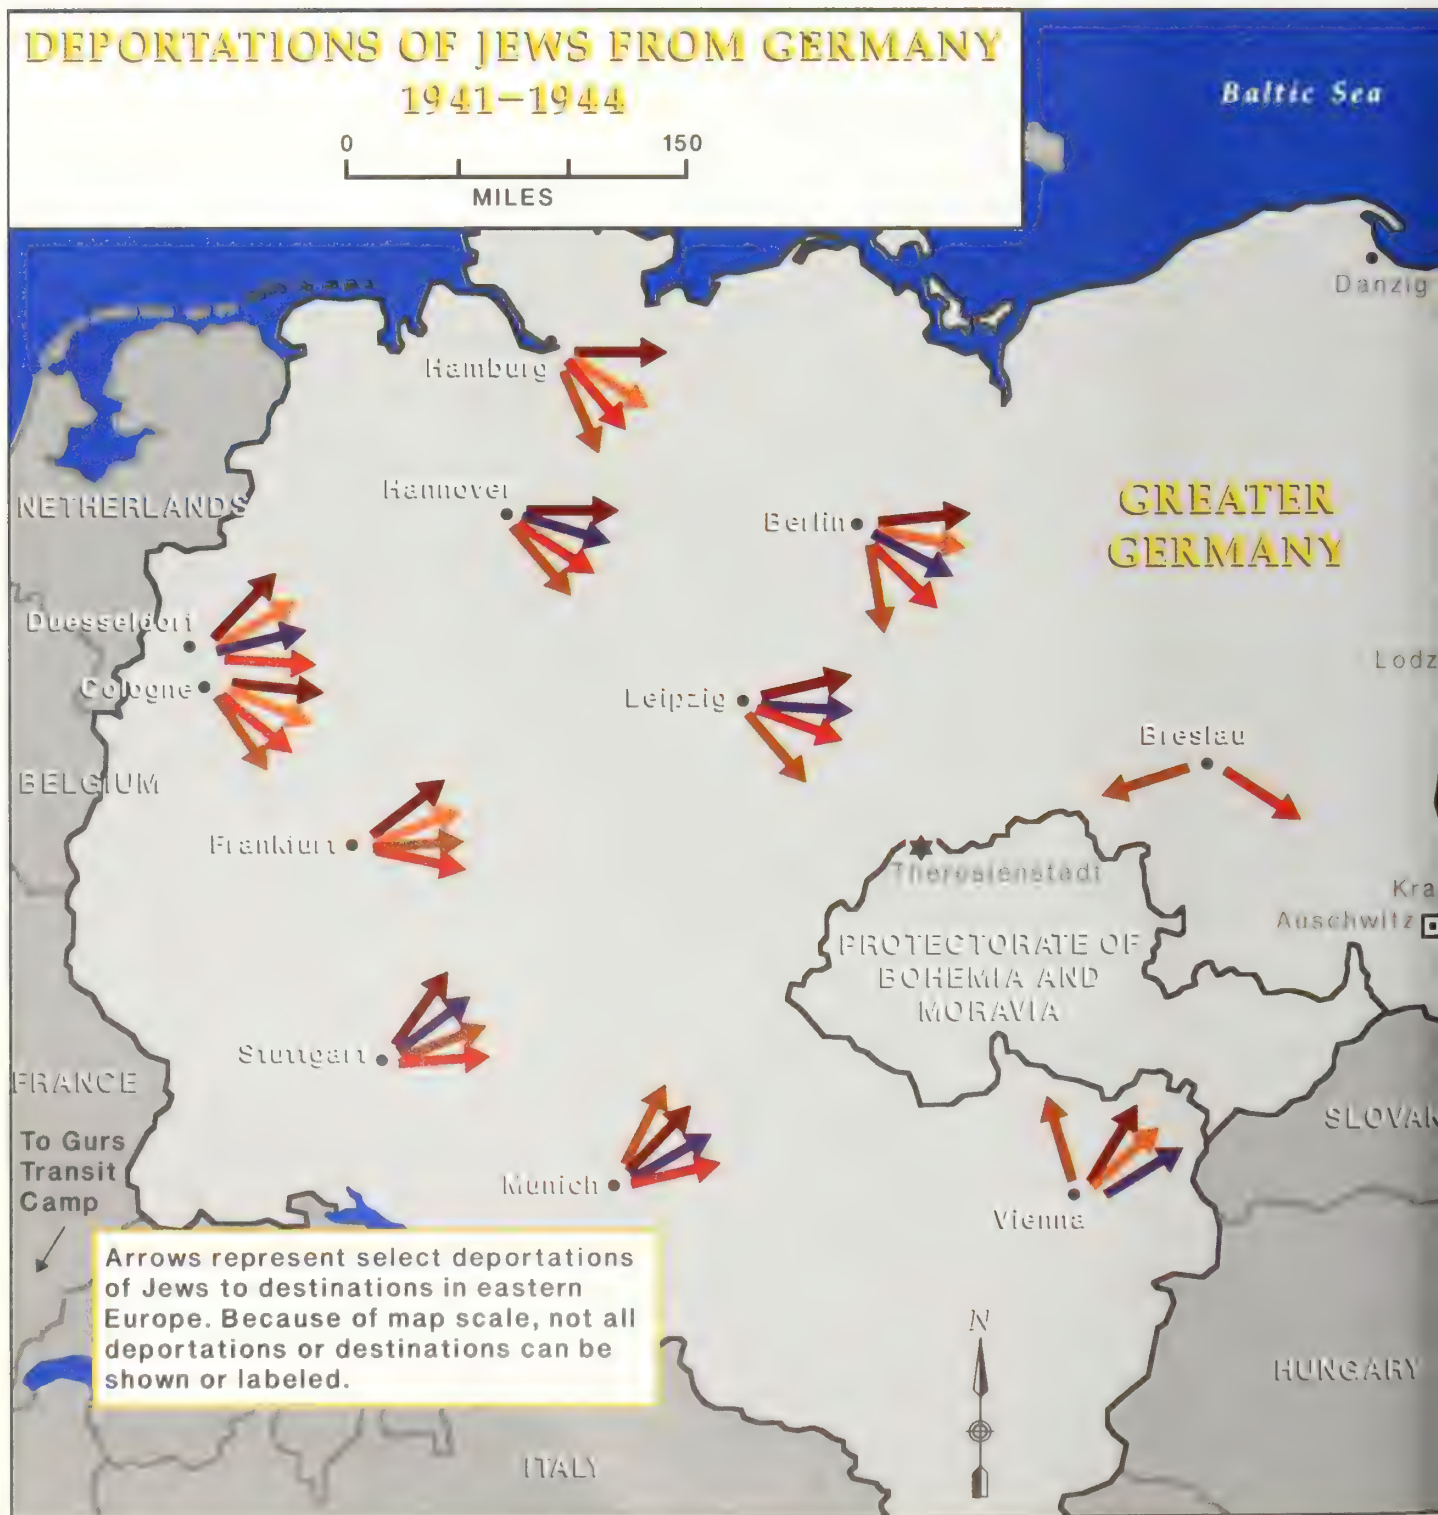 DEPORTATIONS OF JEWS FROM GERMANY
1941–1944
0 150
MILES
Baltic Sea
Danzig
Hamburg
NETHERLANDS
Hannover
Berlin
GREATER
GERMANY
Duesseldorf
Cologne
Lodz
Leipzig
Breslau
BELGIUM
Frankfurt
Theresienstadt
Kra
Auschwitz
PROTECTORATE OF
BOHEMIA AND
MORAVIA
Stuttgart
FRANCE
SLOVAK
To Gurs
Transit
Camp
Munich
Vienna
Arrows represent select deportations
of Jews to destinations in eastern
Europe. Because of map scale, not all
deportations or destinations can be
shown or labeled.
N
HUNGARY
ITALY